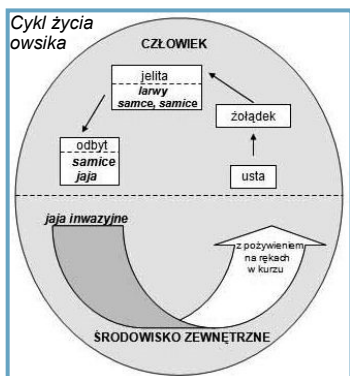 Cykl życia
owsika
CZŁOWIEK
jelita
larwy
samce, samice
żołądek
odbyt
samice
jaja
usta
jaja inwazyjne
z pożywieniem
na rękach
w kurzu
ŚRODOWISKO ZEWNĘTRZNE